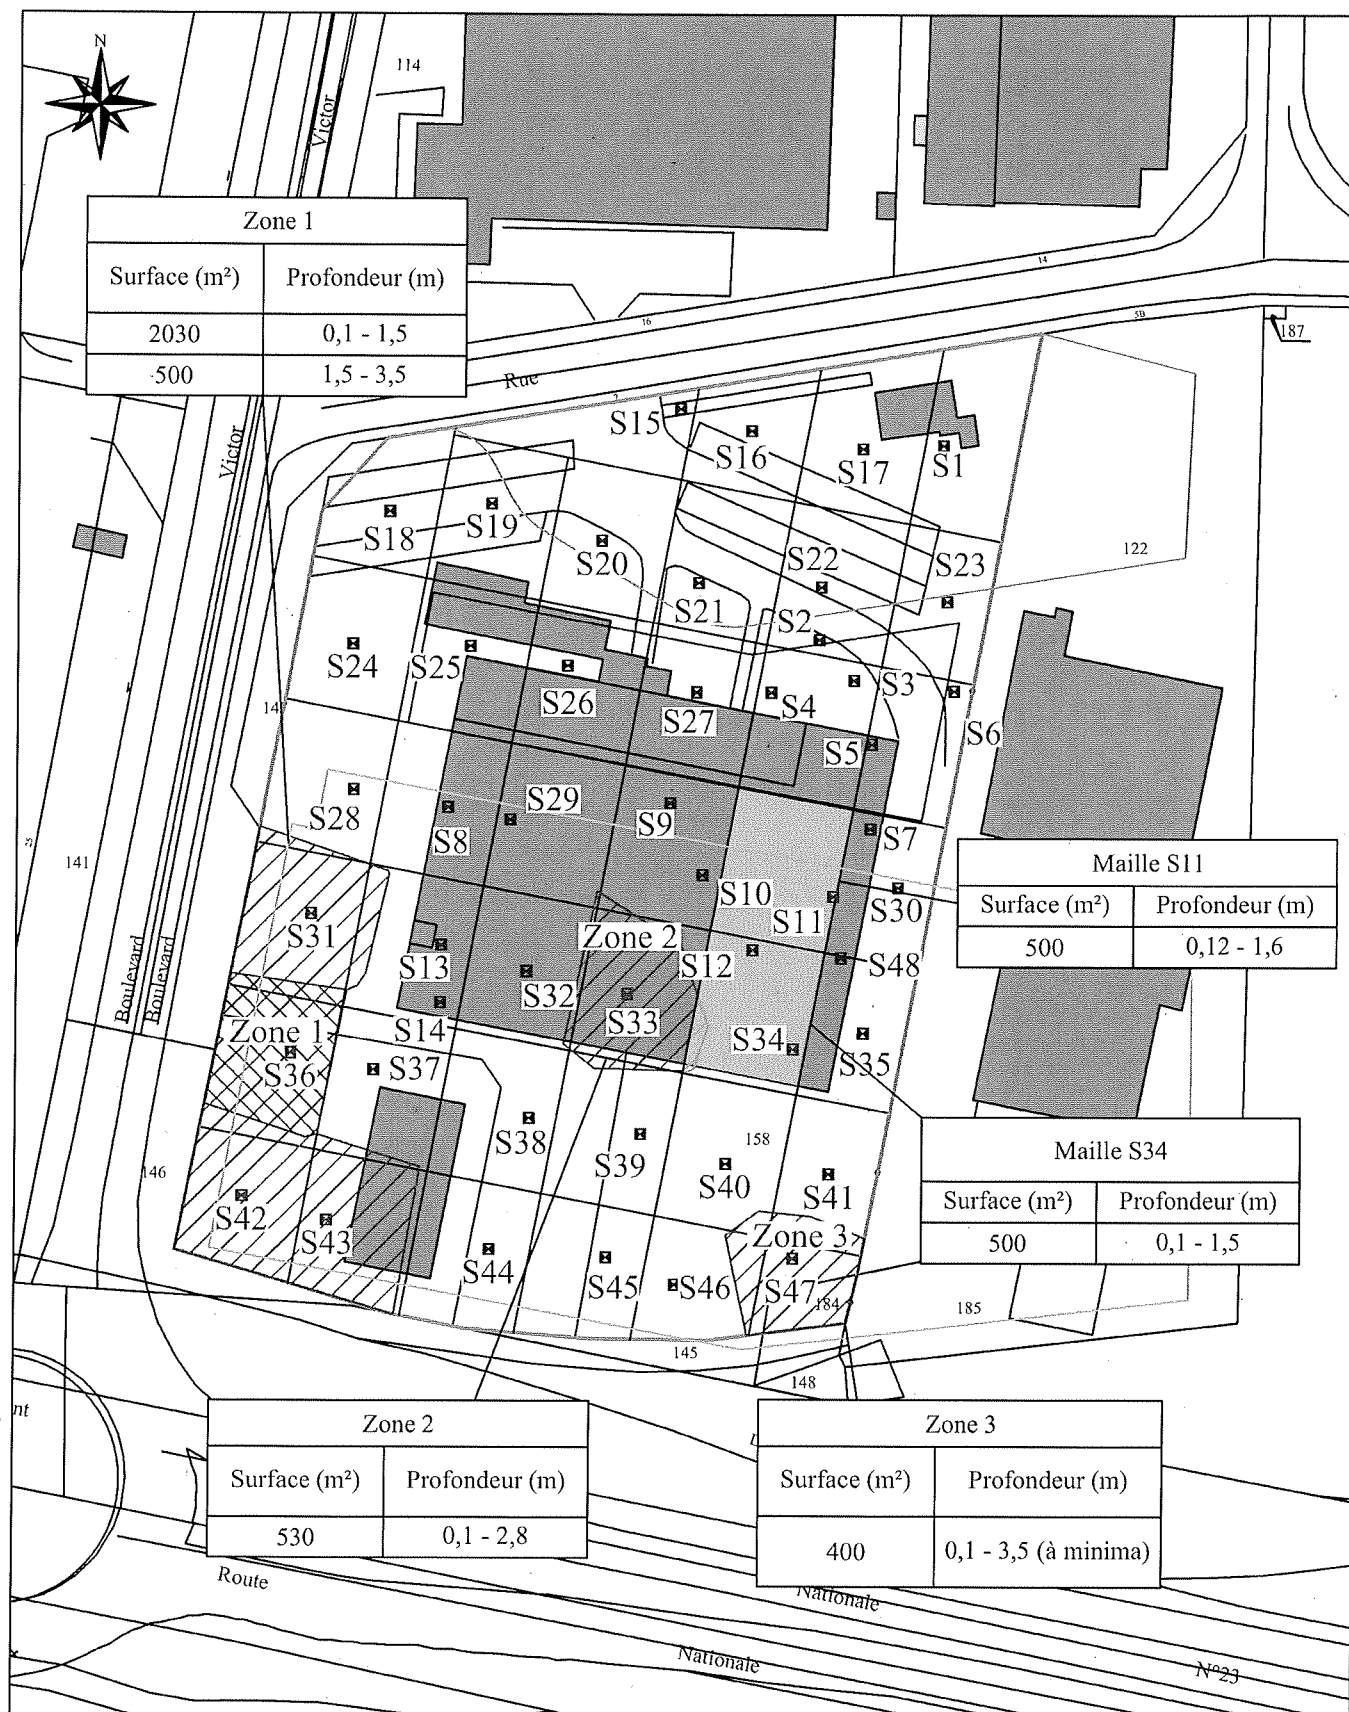 N
114
Victor
Zone 1
Surface (m²) Profondeur (m)
2030 0,1 - 1,5
500 1,5 - 3,5
14
16
5B
187
Rue
2
Victor
S15
S16
S17
S1
S18
S19
S20
S21
S22
S23
122
S2
S24
S25
S26
S27
S4
S3
S6
S5
S28
S8
S29
S9
S7
141
S10
S11
S30
Maille S11
Surface (m²) Profondeur (m)
500 0,12 - 1,6
S31
Zone 2
S13
S32
S33
S12
S48
Boulevard
Boulevard
Zone 1
S36
S14
S37
S34
S35
S38
S39
158
S40
S41
Maille S34
Surface (m²) Profondeur (m)
500 0,1 - 1,5
146
S42
S43
S44
S45
S46
Zone 3
S47
184
185
145
148
nt
Zone 2
Surface (m²) Profondeur (m)
530 0,1 - 2,8
Zone 3
Surface (m²) Profondeur (m)
400 0,1 - 3,5 (à minima)
Route
Nationale
Nationale
N°23